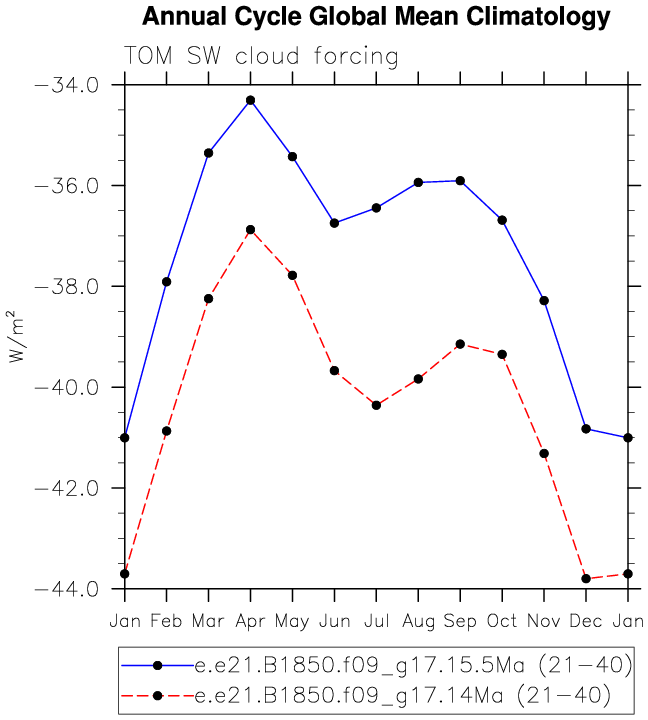 Annual Cycle Global Mean Climatology
TOM SW cloud forcing
−34.0
−36.0
−38.0
−40.0
−42.0
−44.0
W/m²
Jan Feb Mar Apr May Jun Jul Aug Sep Oct Nov Dec Jan
e.e21.B1850.f09_g17.15.5Ma (21−40)
e.e21.B1850.f09_g17.14Ma (21−40)